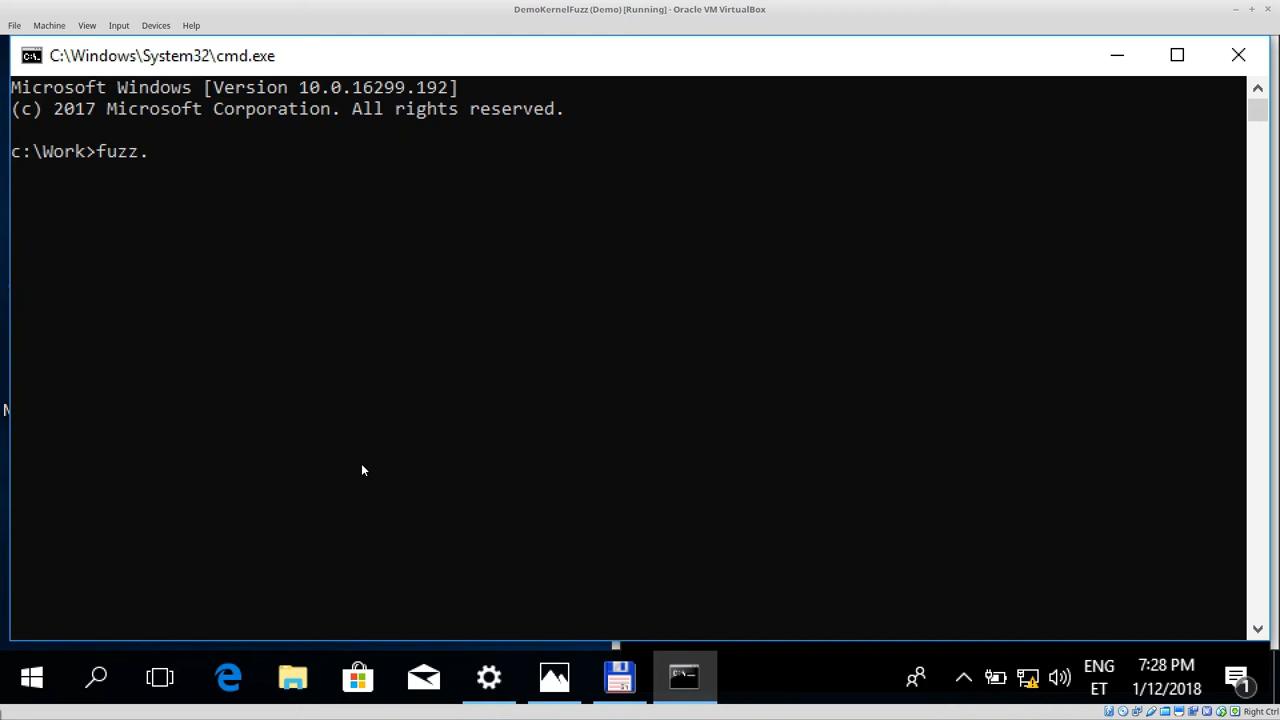 DemoKernelFuzz (Demo) [Running] - Oracle VM VirtualBox
File Machine View Input Devices Help
C:\Windows\System32\cmd.exe
Microsoft Windows [Version 10.0.16299.192]
(c) 2017 Microsoft Corporation. All rights reserved.
c:\Work>fuzz.
ENG 7:28 PM
ET 1/12/2018
1
Right Ctrl